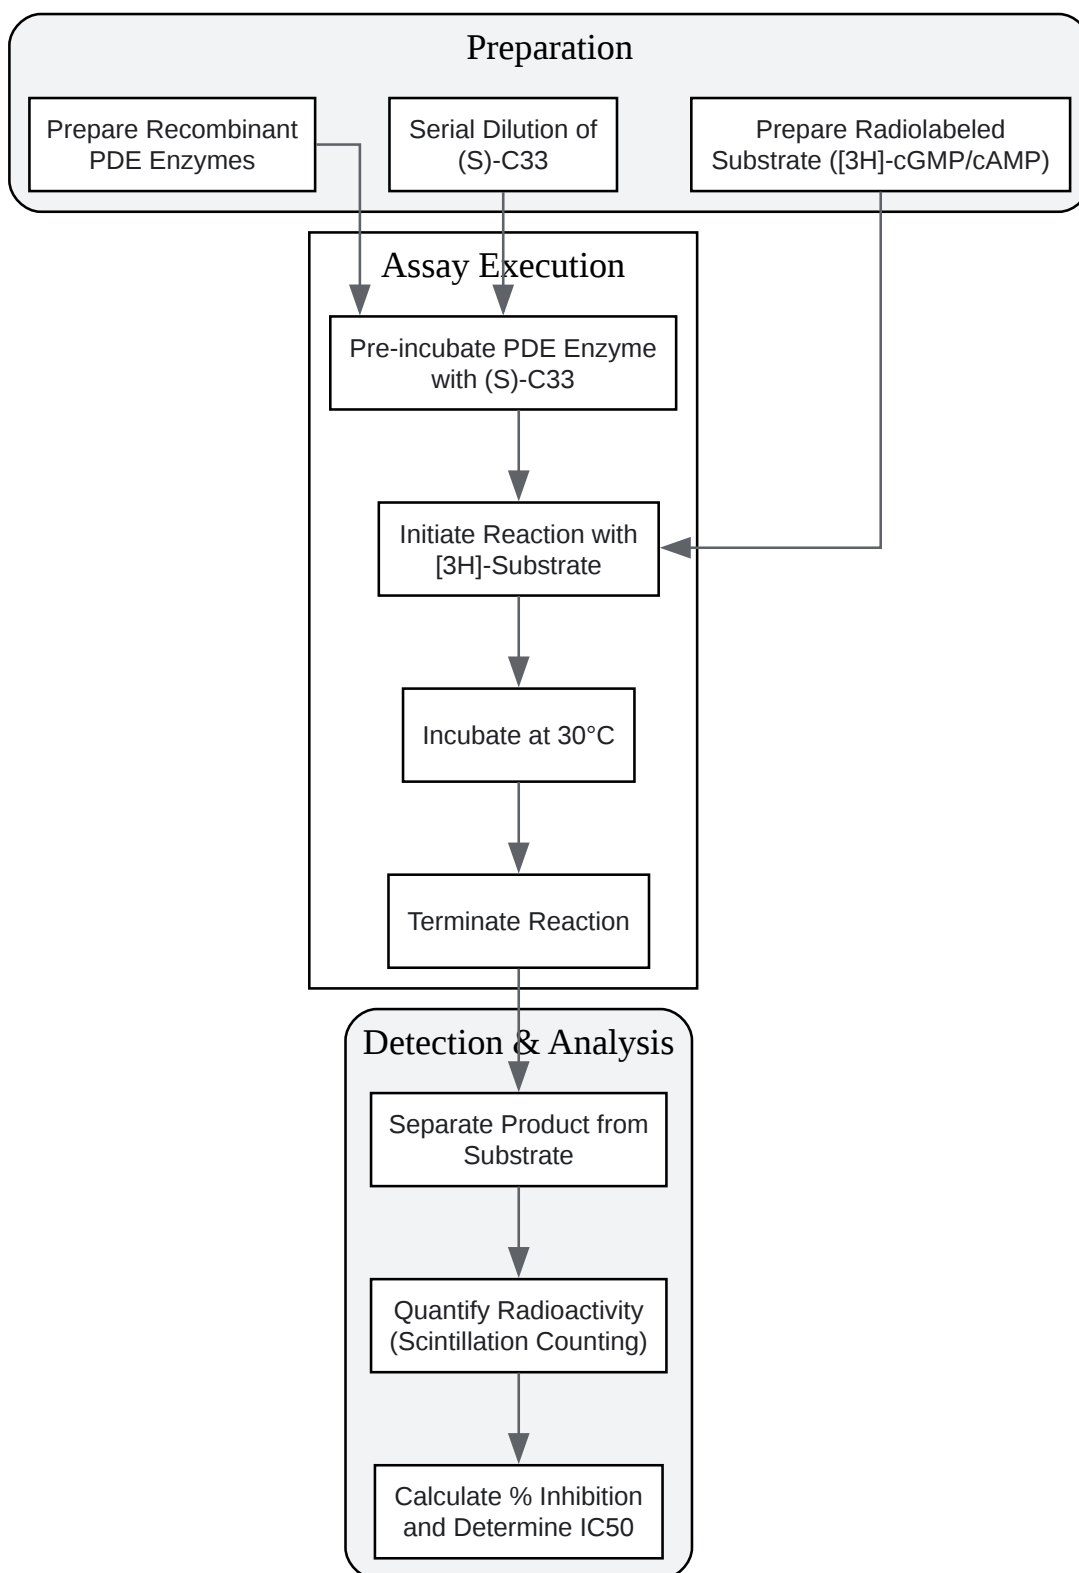 Preparation
Prepare Recombinant
PDE Enzymes
Serial Dilution of
(S)-C33
Prepare Radiolabeled
Substrate ([3H]-cGMP/cAMP)
Assay Execution
Pre-incubate PDE Enzyme
with (S)-C33
Initiate Reaction with
[3H]-Substrate
Incubate at 30°C
Terminate Reaction
Detection & Analysis
Separate Product from
Substrate
Quantify Radioactivity
(Scintillation Counting)
Calculate % Inhibition
and Determine IC50